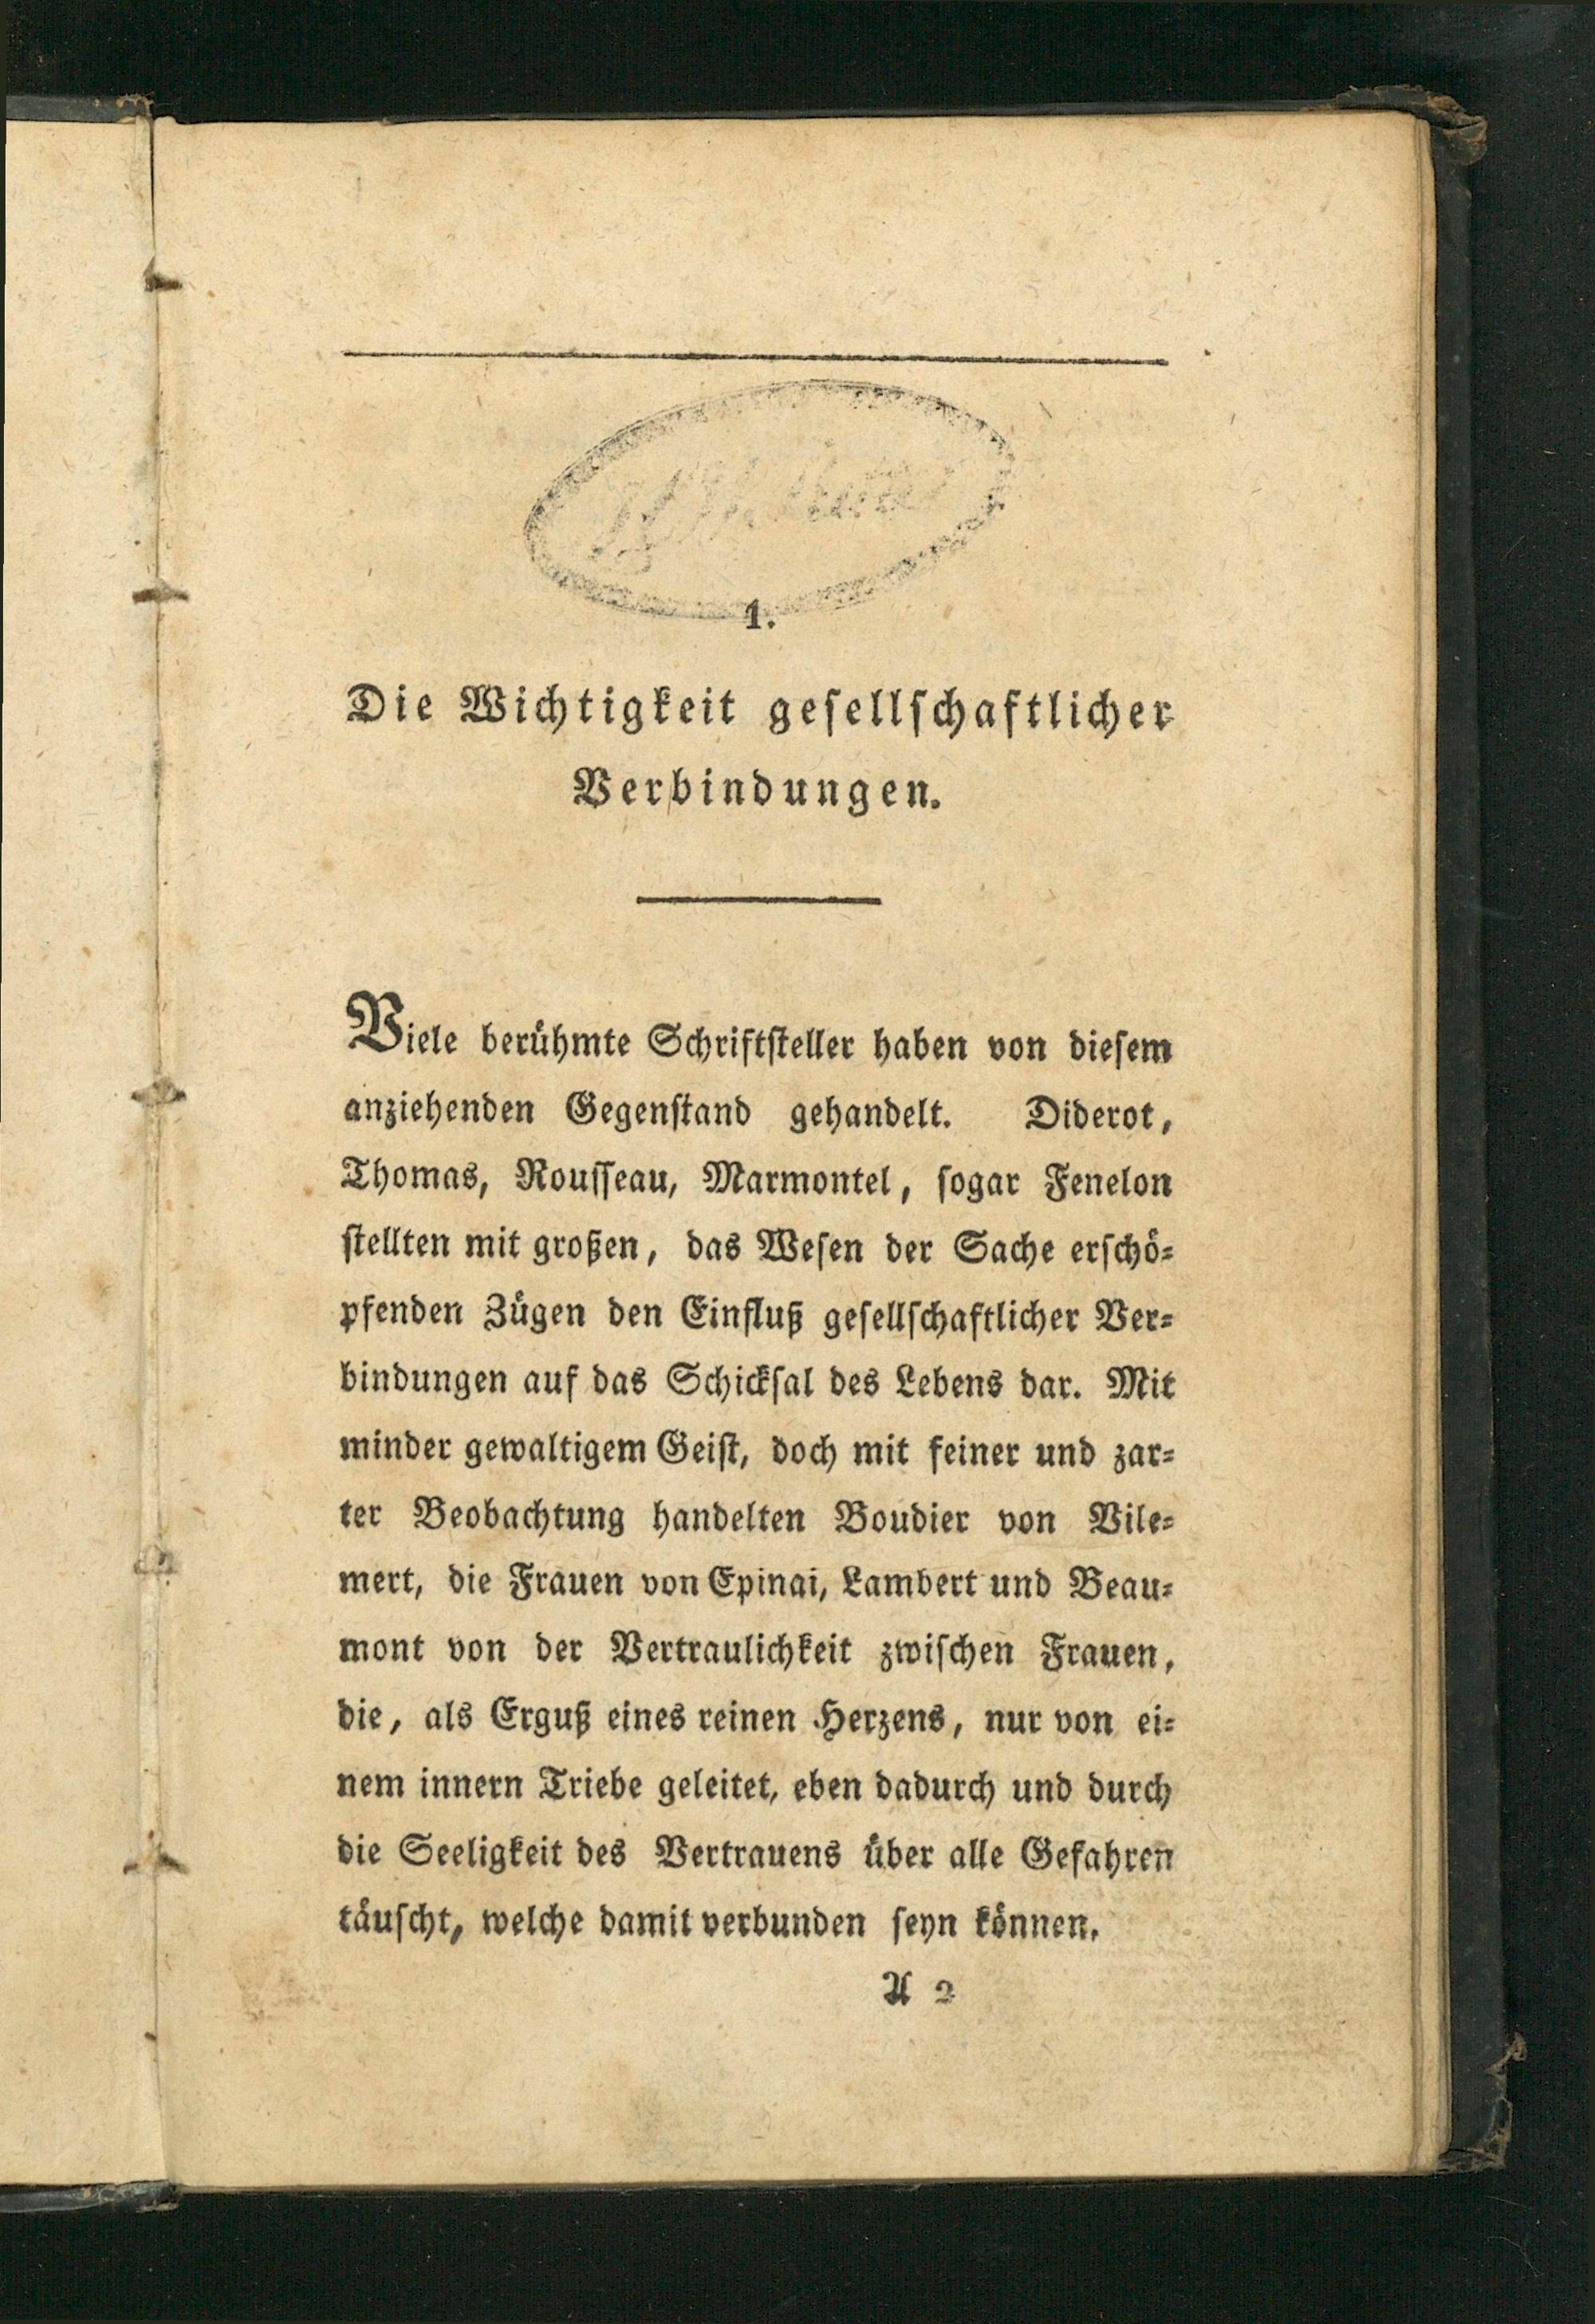 1.
Die Wichtigkeit gesellschaftlicher
Verbindungen.
Viele berühmte Schriftsteller haben von diesem
anziehenden Gegenstand gehandelt. Diderot,
Thomas, Rousseau, Marmontel, sogar Fenelon
stellten mit großen, das Wesen der Sache erschö-
pfenden Zügen den Einfluß gesellschaftlicher Ver-
bindungen auf das Schicksal des Lebens dar. Mit
minder gewaltigem Geist, doch mit feiner und zar-
ter Beobachtung handelten Boudier von Vile-
mert, die Frauen von Epinai, Lambert und Beau-
mont von der Vertraulichkeit zwischen Frauen,
die, als Erguß eines reinen Herzens, nur von ei-
nem innern Triebe geleitet, eben dadurch und durch
die Seeligkeit des Vertrauens über alle Gefahren
täuscht, welche damit verbunden seyn können.
A 2